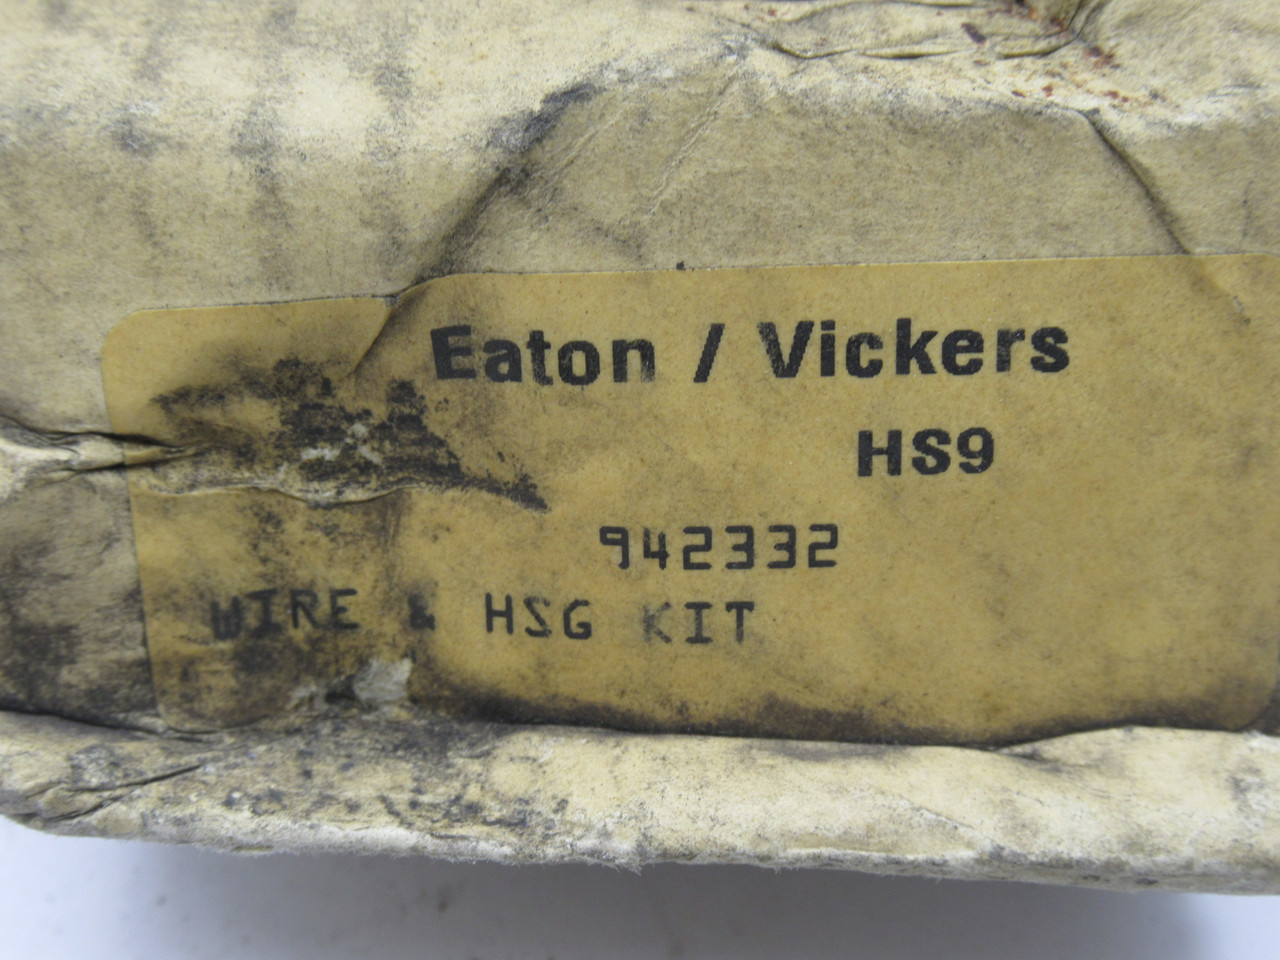 Eaton / Vickers
HS9
942332
WIRE & HSG KIT